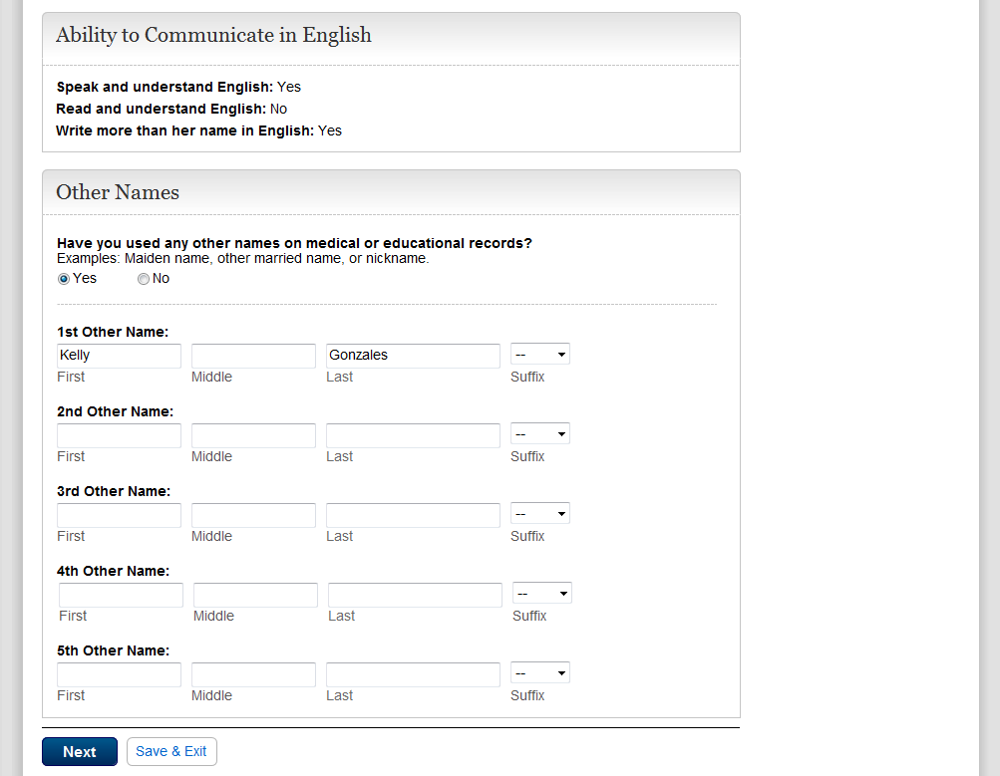 Ability to Communicate in English
Speak and understand English: Yes
Read and understand English: No
Write more than her name in English: Yes
Other Names
Have you used any other names on medical or educational records?
Examples: Maiden name, other married name, or nickname.
Yes No
1st Other Name:
Kelly Gonzales --
First Middle Last Suffix
2nd Other Name:
--
First Middle Last Suffix
3rd Other Name:
--
First Middle Last Suffix
4th Other Name:
--
First Middle Last Suffix
5th Other Name:
--
First Middle Last Suffix
Next Save & Exit